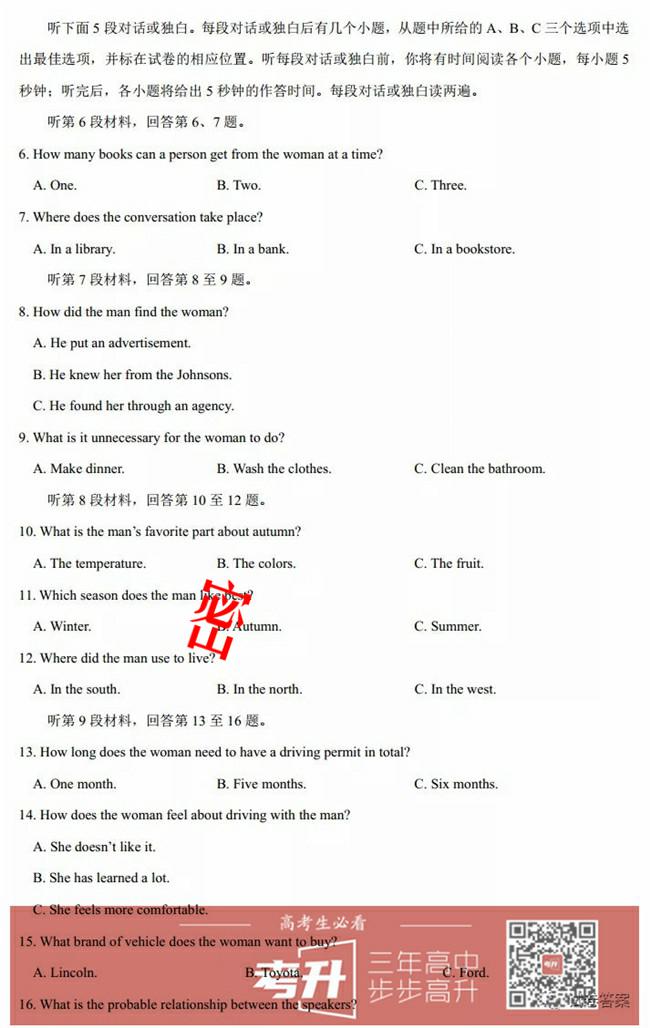 听下面 5 段对话或独白。每段对话或独白后有几个小题，从题中所给的 A、B、C 三个选项中选
出最佳选项，并标在试卷的相应位置。听每段对话或独白前，你将有时间阅读各个小题，每小题 5
秒钟；听完后，各小题将给出 5 秒钟的作答时间。每段对话或独白读两遍。
听第 6 段材料，回答第 6、7 题。
6. How many books can a person get from the woman at a time?
A. One. B. Two. C. Three.
7. Where does the conversation take place?
A. In a library. B. In a bank. C. In a bookstore.
听第 7 段材料，回答第 8 至 9 题。
8. How did the man find the woman?
A. He put an advertisement.
B. He knew her from the Johnsons.
C. He found her through an agency.
9. What is it unnecessary for the woman to do?
A. Make dinner. B. Wash the clothes. C. Clean the bathroom.
听第 8 段材料，回答第 10 至 12 题。
10. What is the man's favorite part about autumn?
A. The temperature. B. The colors. C. The fruit.
11. Which season does the man like best?
A. Winter. B. Autumn. C. Summer.
密
12. Where did the man use to live?
A. In the south. B. In the north. C. In the west.
听第 9 段材料，回答第 13 至 16 题。
13. How long does the woman need to have a driving permit in total?
A. One month. B. Five months. C. Six months.
14. How does the woman feel about driving with the man?
A. She doesn't like it.
B. She has learned a lot.
C. She feels more comfortable.
高考生必看
15. What brand of vehicle does the woman want to buy?
A. Lincoln. B. Toyota. C. Ford.
考升
三年高中
步步高升
16. What is the probable relationship between the speakers?